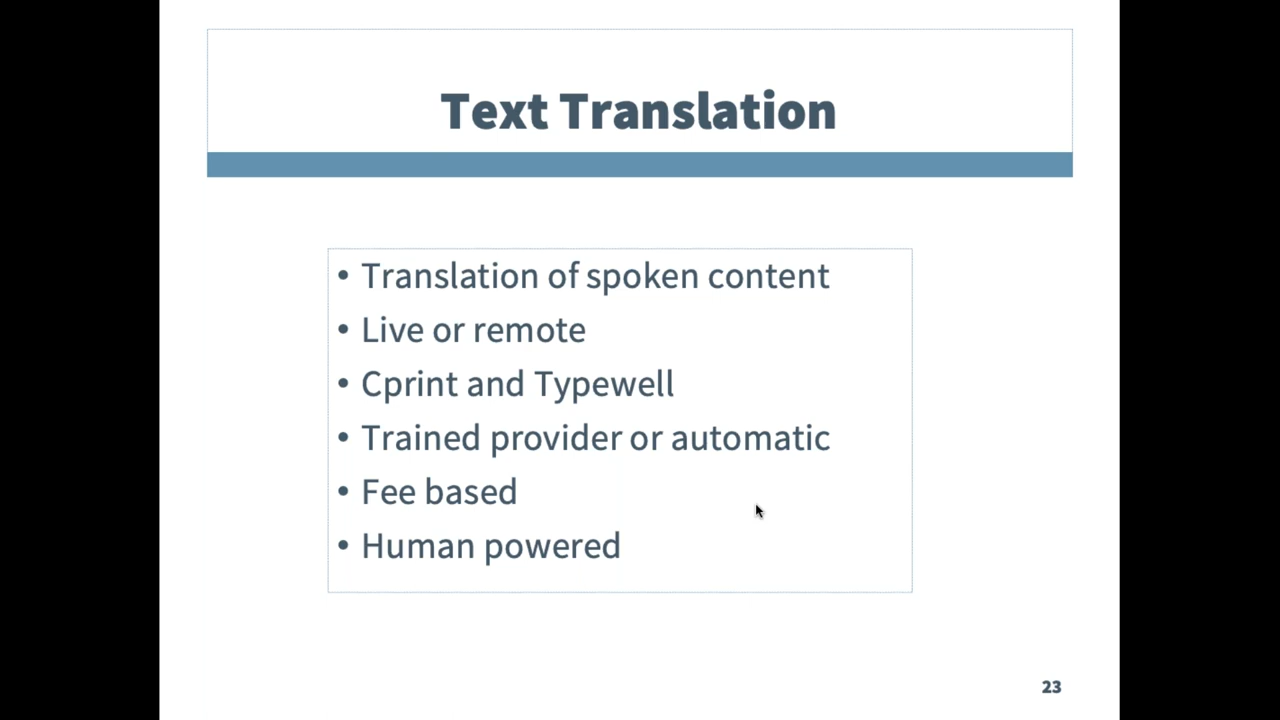 Text Translation
• Translation of spoken content
• Live or remote
• Cprint and Typewell
• Trained provider or automatic
• Fee based
• Human powered
23